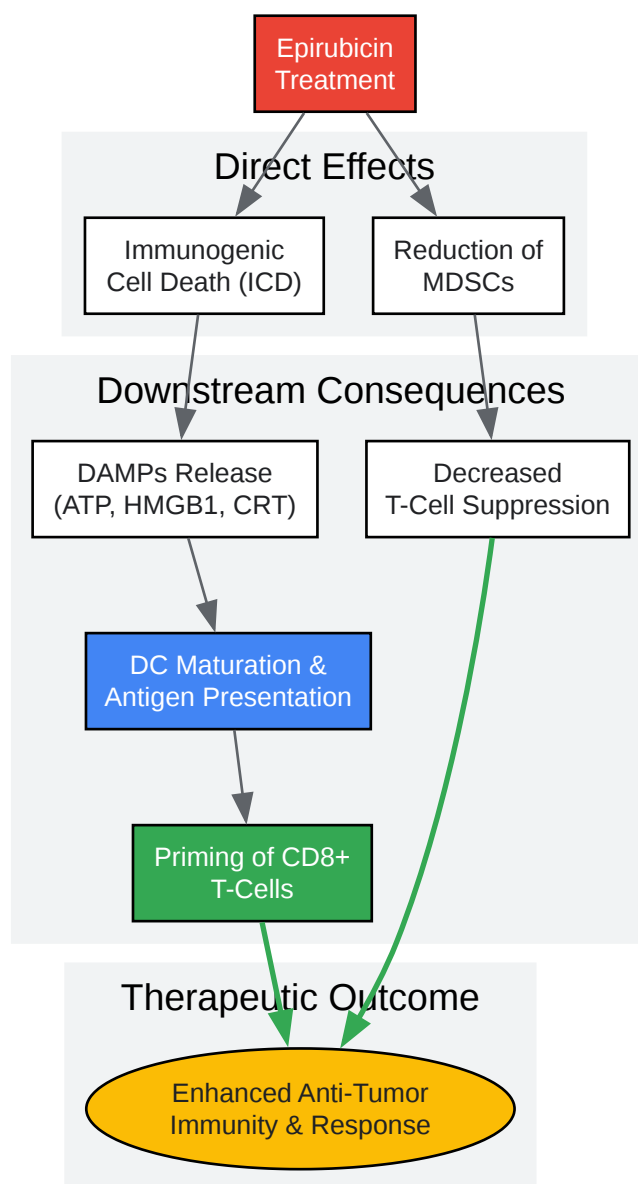 Epirubicin
Treatment
Direct Effects
Immunogenic
Cell Death (ICD)
Reduction of
MDSCs
Downstream Consequences
DAMPs Release
(ATP, HMGB1, CRT)
Decreased
T-Cell Suppression
DC Maturation &
Antigen Presentation
Priming of CD8+
T-Cells
Therapeutic Outcome
Enhanced Anti-Tumor
Immunity & Response